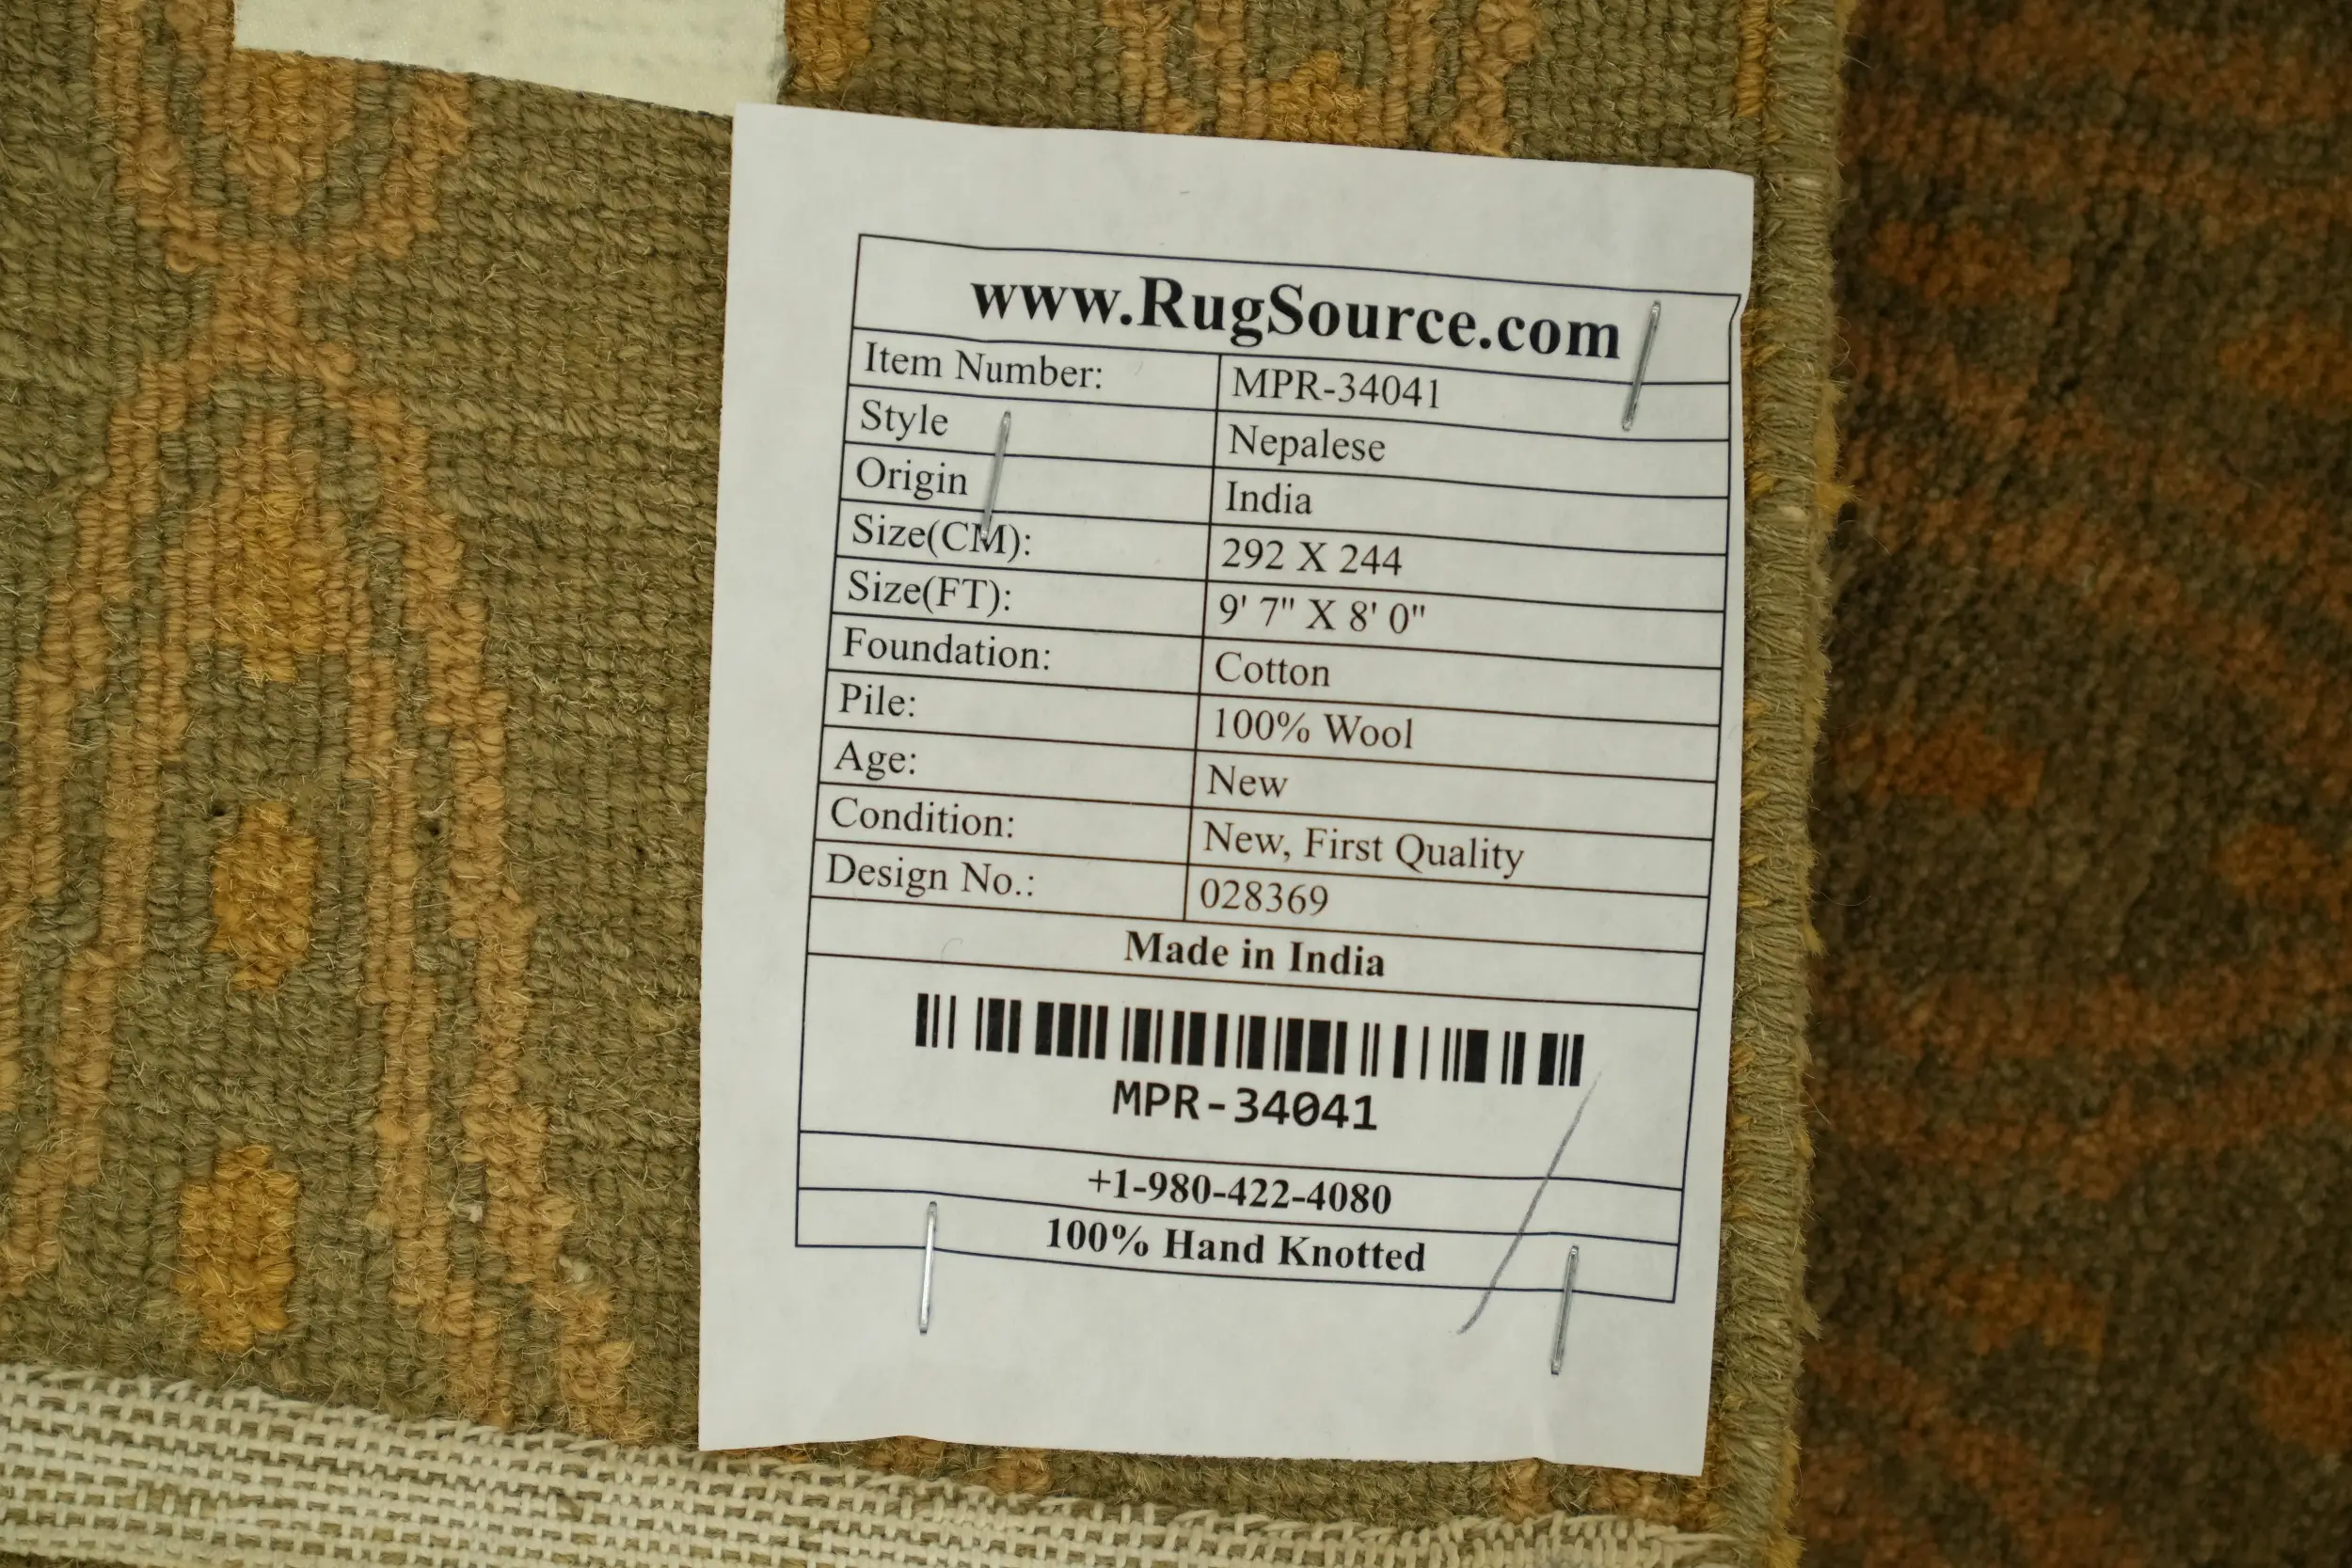 www.RugSource.com
Item Number: MPR-34041
Style Nepalese
Origin India
Size(CM): 292 X 244
Size(FT): 9' 7" X 8' 0"
Foundation: Cotton
Pile: 100% Wool
Age: New
Condition: New, First Quality
Design No.: 028369
Made in India
MPR-34041
+1-980-422-4080
100% Hand Knotted